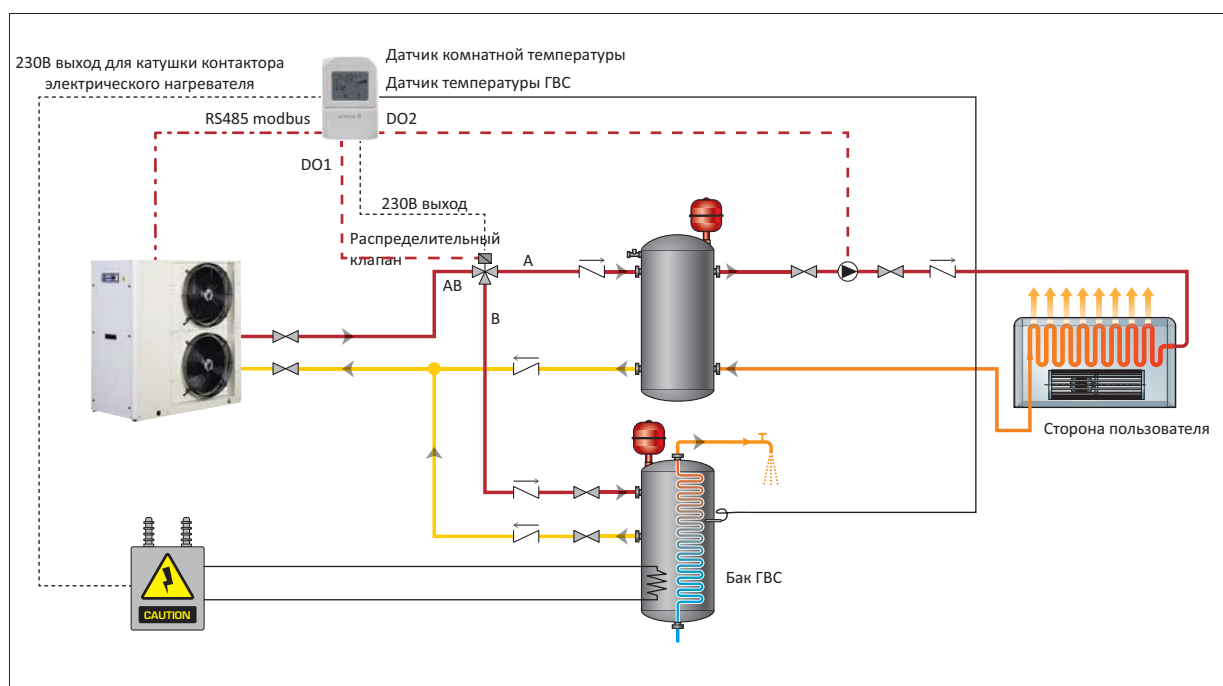 Датчик комнатной температуры
230В выход для катушки контактора
электрического нагревателя
Датчик температуры ГВС
RS485 modbus
DO2
DO1
230В выход
Распределительный
клапан
A
AB
B
Сторона пользователя
Бак ГВС
CAUTION